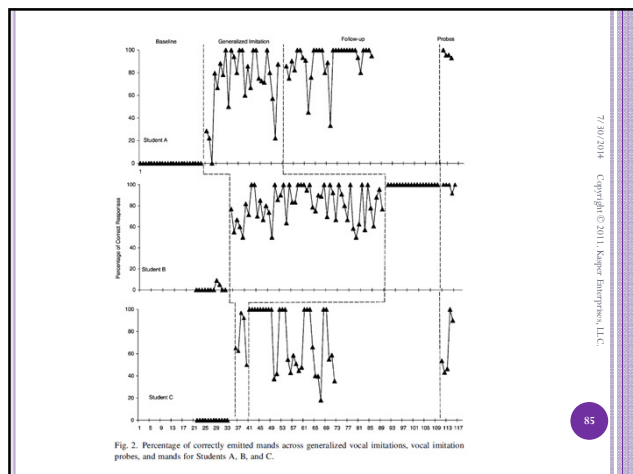 Baseline Generalized Imitation Follow-up Probes
100
80
60
40
20
0
Student A
1
100
80
60
40
20
0
Student B
Percentage of Correct Responses
100
80
60
40
20
0
Student C
1 5 9 13 17 21 25 29 33 37 41 45 49 53 57 61 65 69 73 77 81 85 89 93 97 101 105 109 113 117
Fig. 2. Percentage of correctly emitted mands across generalized vocal imitations, vocal imitation
probes, and mands for Students A, B, and C.
7/30/2014 Copyright © 2011. Kasper Enterprises, LLC.
85